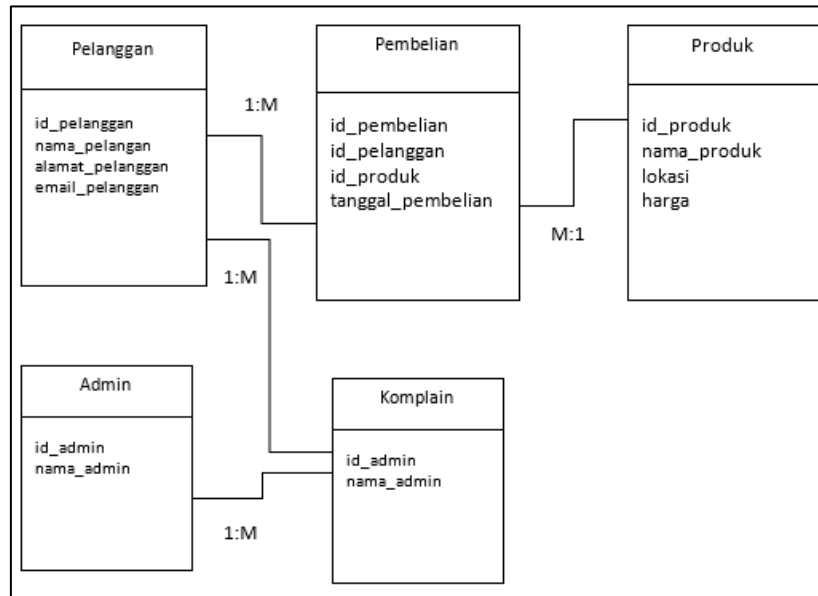 Pelanggan
id_pelanggan
nama_pelangan
alamat_pelanggan
email_pelanggan
1:M
Pembelian
id_pembelian
id_pelanggan
id_produk
tanggal_pembelian
M:1
Produk
id_produk
nama_produk
lokasi
harga
1:M
Admin
id_admin
nama_admin
1:M
Komplain
id_admin
nama_admin